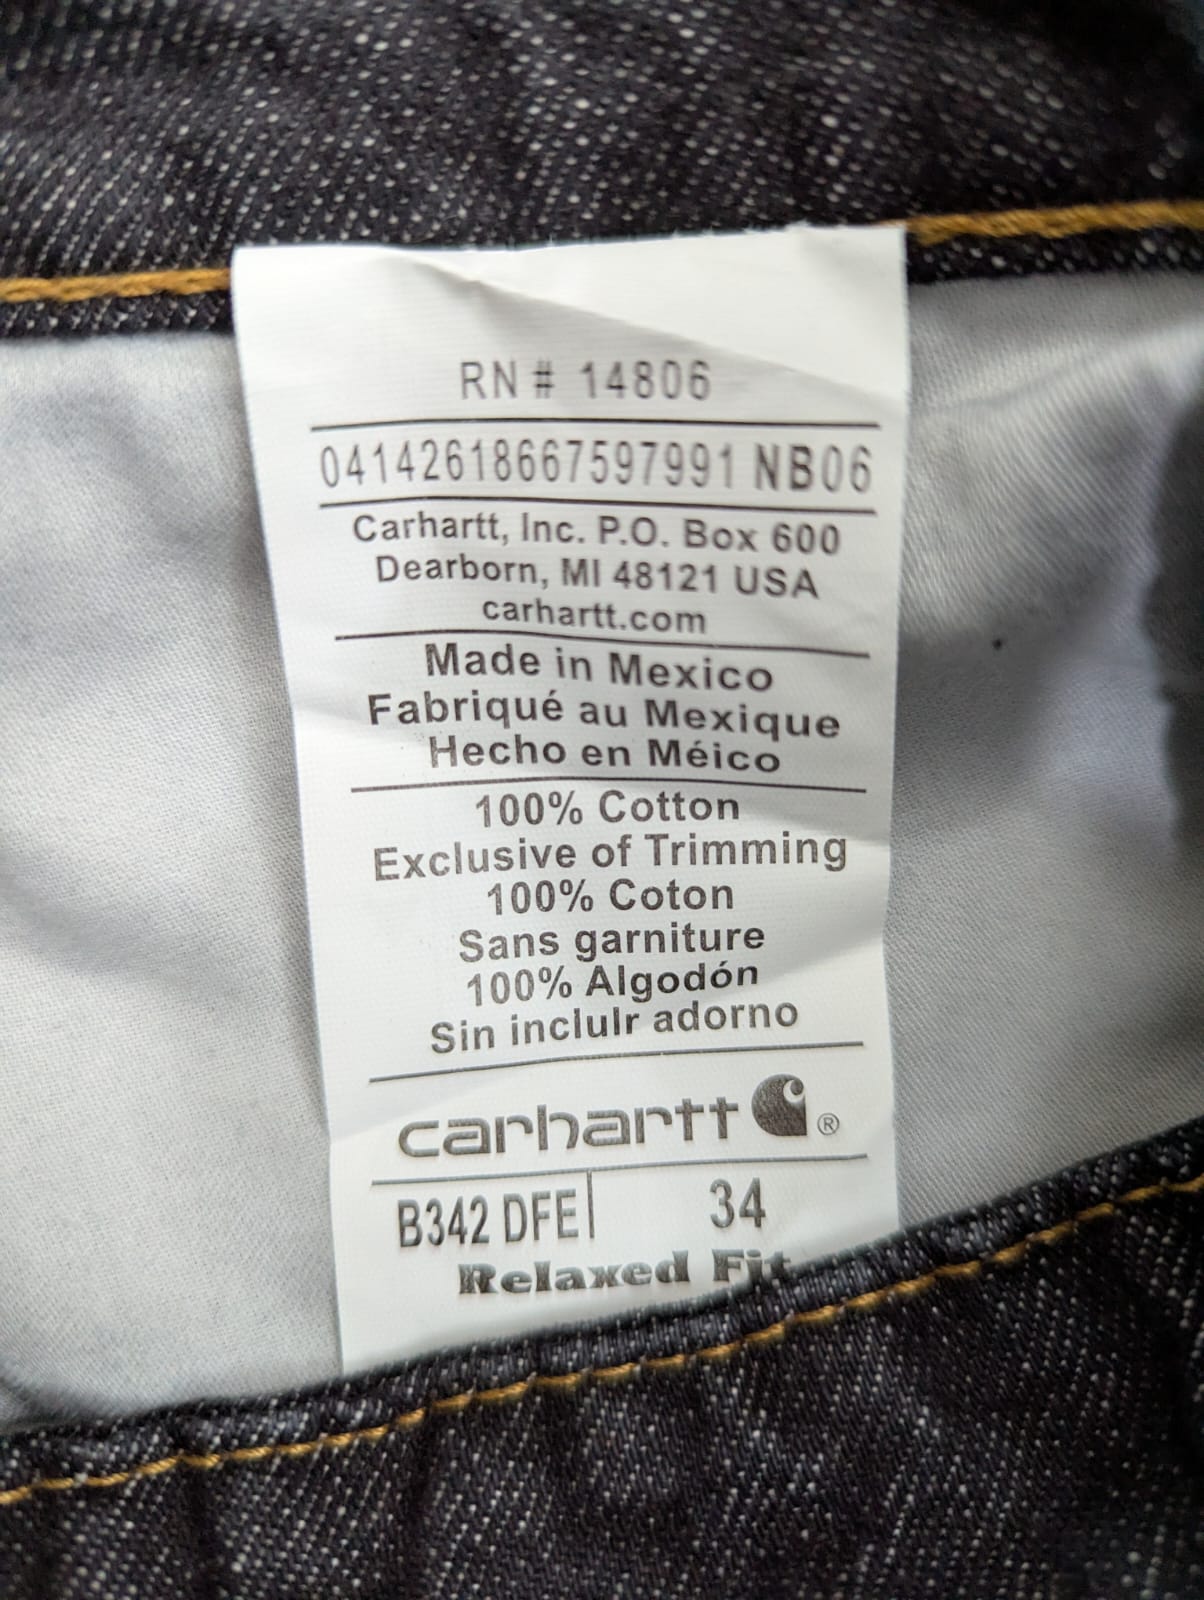 RN # 14806
04142618667597991 NB06
Carhartt, Inc. P.O. Box 600
Dearborn, MI 48121 USA
carhartt.com
Made in Mexico
Fabriqué au Mexique
Hecho en Méico
100% Cotton
Exclusive of Trimming
100% Coton
Sans garniture
100% Algodón
Sin inclulr adorno
carhartt ®
B342 DFE 34
Relaxed Fit